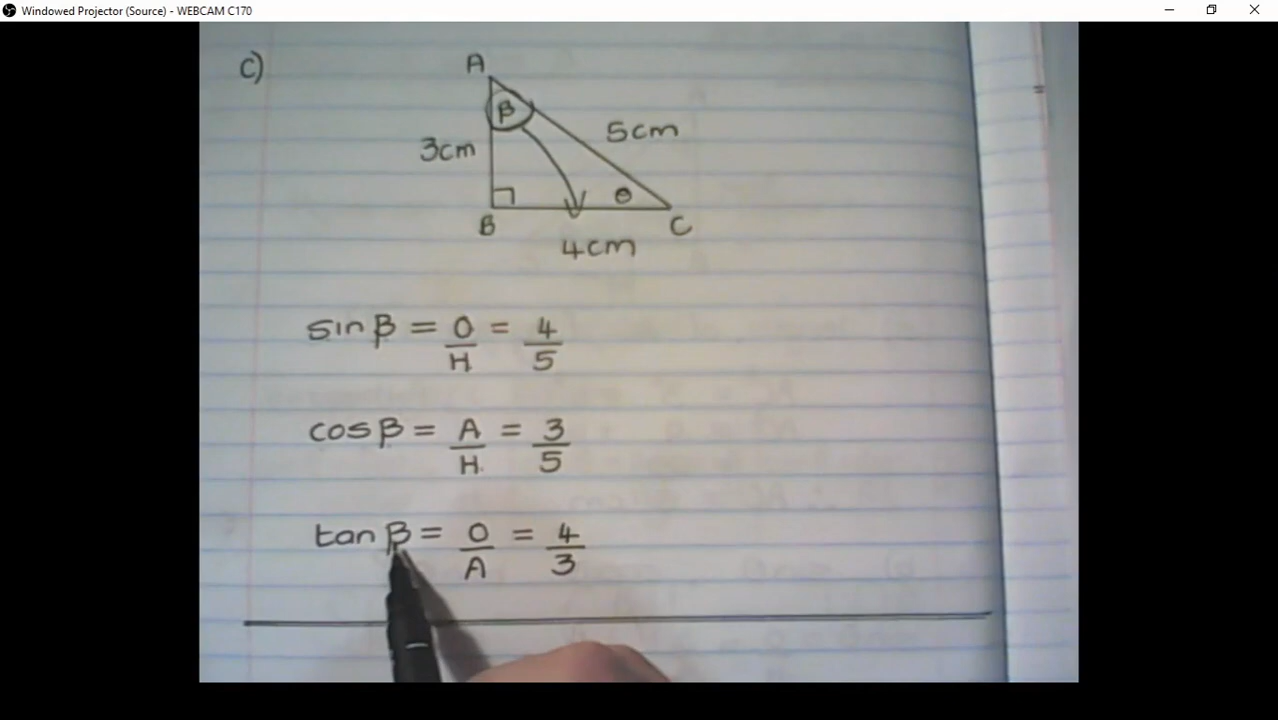 Windowed Projector (Source) - WEBCAM C170
c)
A
β
3cm
5cm
θ
B
C
4cm
sin β = O/H = 4/5
cos β = A/H = 3/5
tan β = O/A = 4/3
=